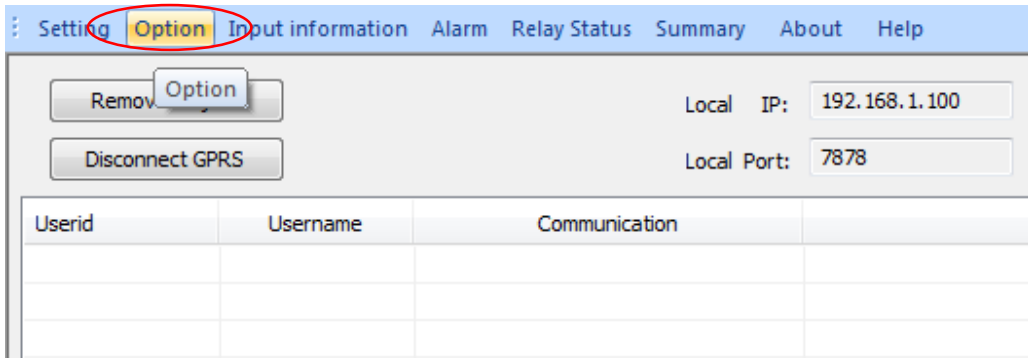 Setting Option Input information Alarm Relay Status Summary About Help
Option
Local IP: 192.168.1.100
Disconnect GPRS Local Port: 7878
Userid Username Communication